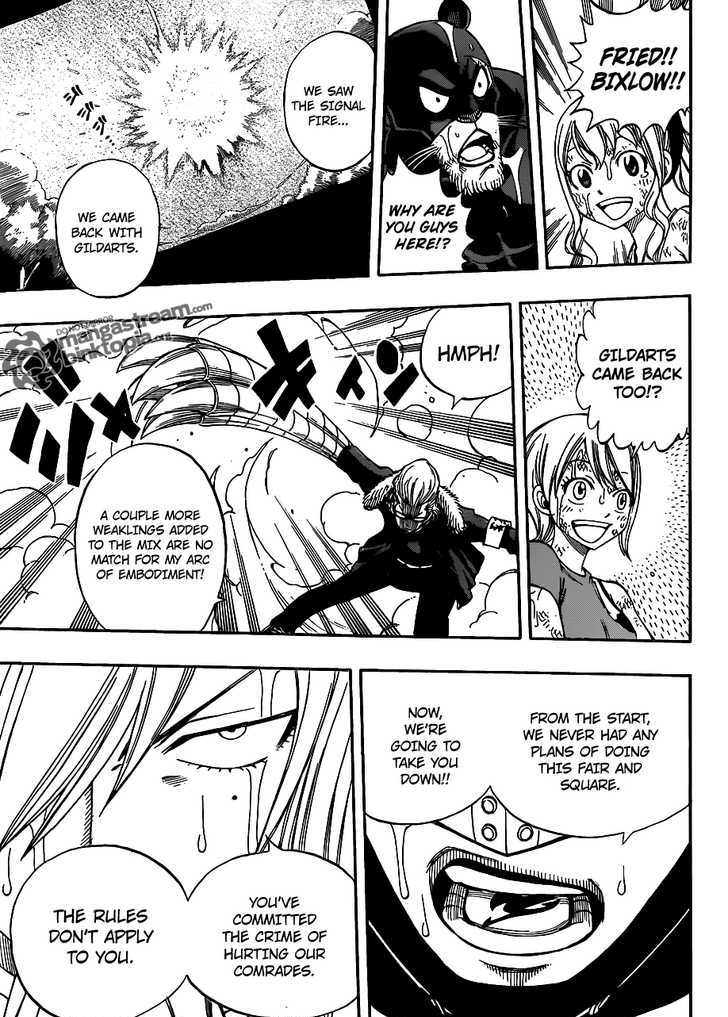 FRIED!!
BIXLOW!!
WHY ARE
YOU GUYS
HERE!?
WE SAW
THE SIGNAL
FIRE...
WE CAME
BACK WITH
GILDARTS.
GILDARTS
CAME BACK
TOO!?
HMPH!
A COUPLE MORE
WEAKLINGS ADDED
TO THE MIX ARE NO
MATCH FOR MY ARC
OF EMBODIMENT!
FROM THE START,
WE NEVER HAD ANY
PLANS OF DOING
THIS FAIR AND
SQUARE.
NOW,
WE'RE
GOING TO
TAKE YOU
DOWN!!
YOU'VE
COMMITTED
THE CRIME OF
HURTING OUR
COMRADES.
THE RULES
DON'T APPLY
TO YOU.
mangastream.com